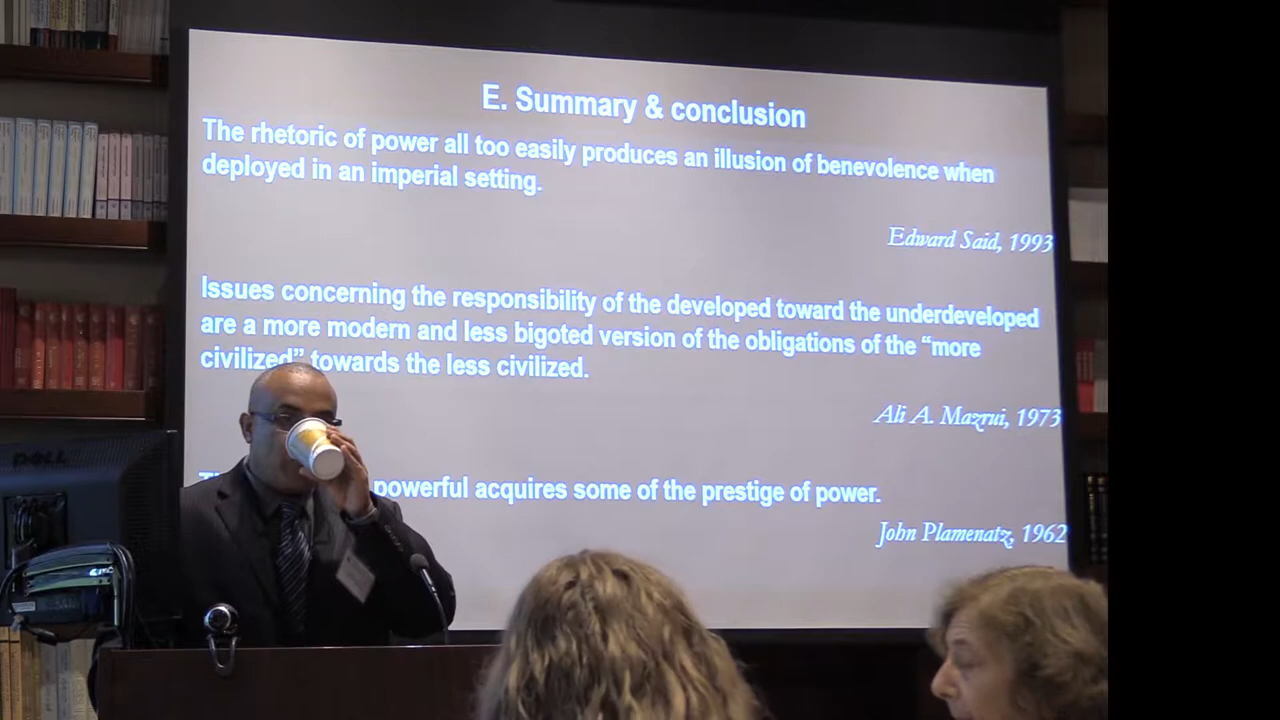 E. Summary & conclusion
The rhetoric of power all too easily produces an illusion of benevolence when
deployed in an imperial setting.
Edward Said, 1993
Issues concerning the responsibility of the developed toward the underdeveloped
are a more modern and less bigoted version of the obligations of the “more
civilized” towards the less civilized.
Ali A. Mazrui, 1973
powerful acquires some of the prestige of power.
John Plamenatz, 1962
DELL